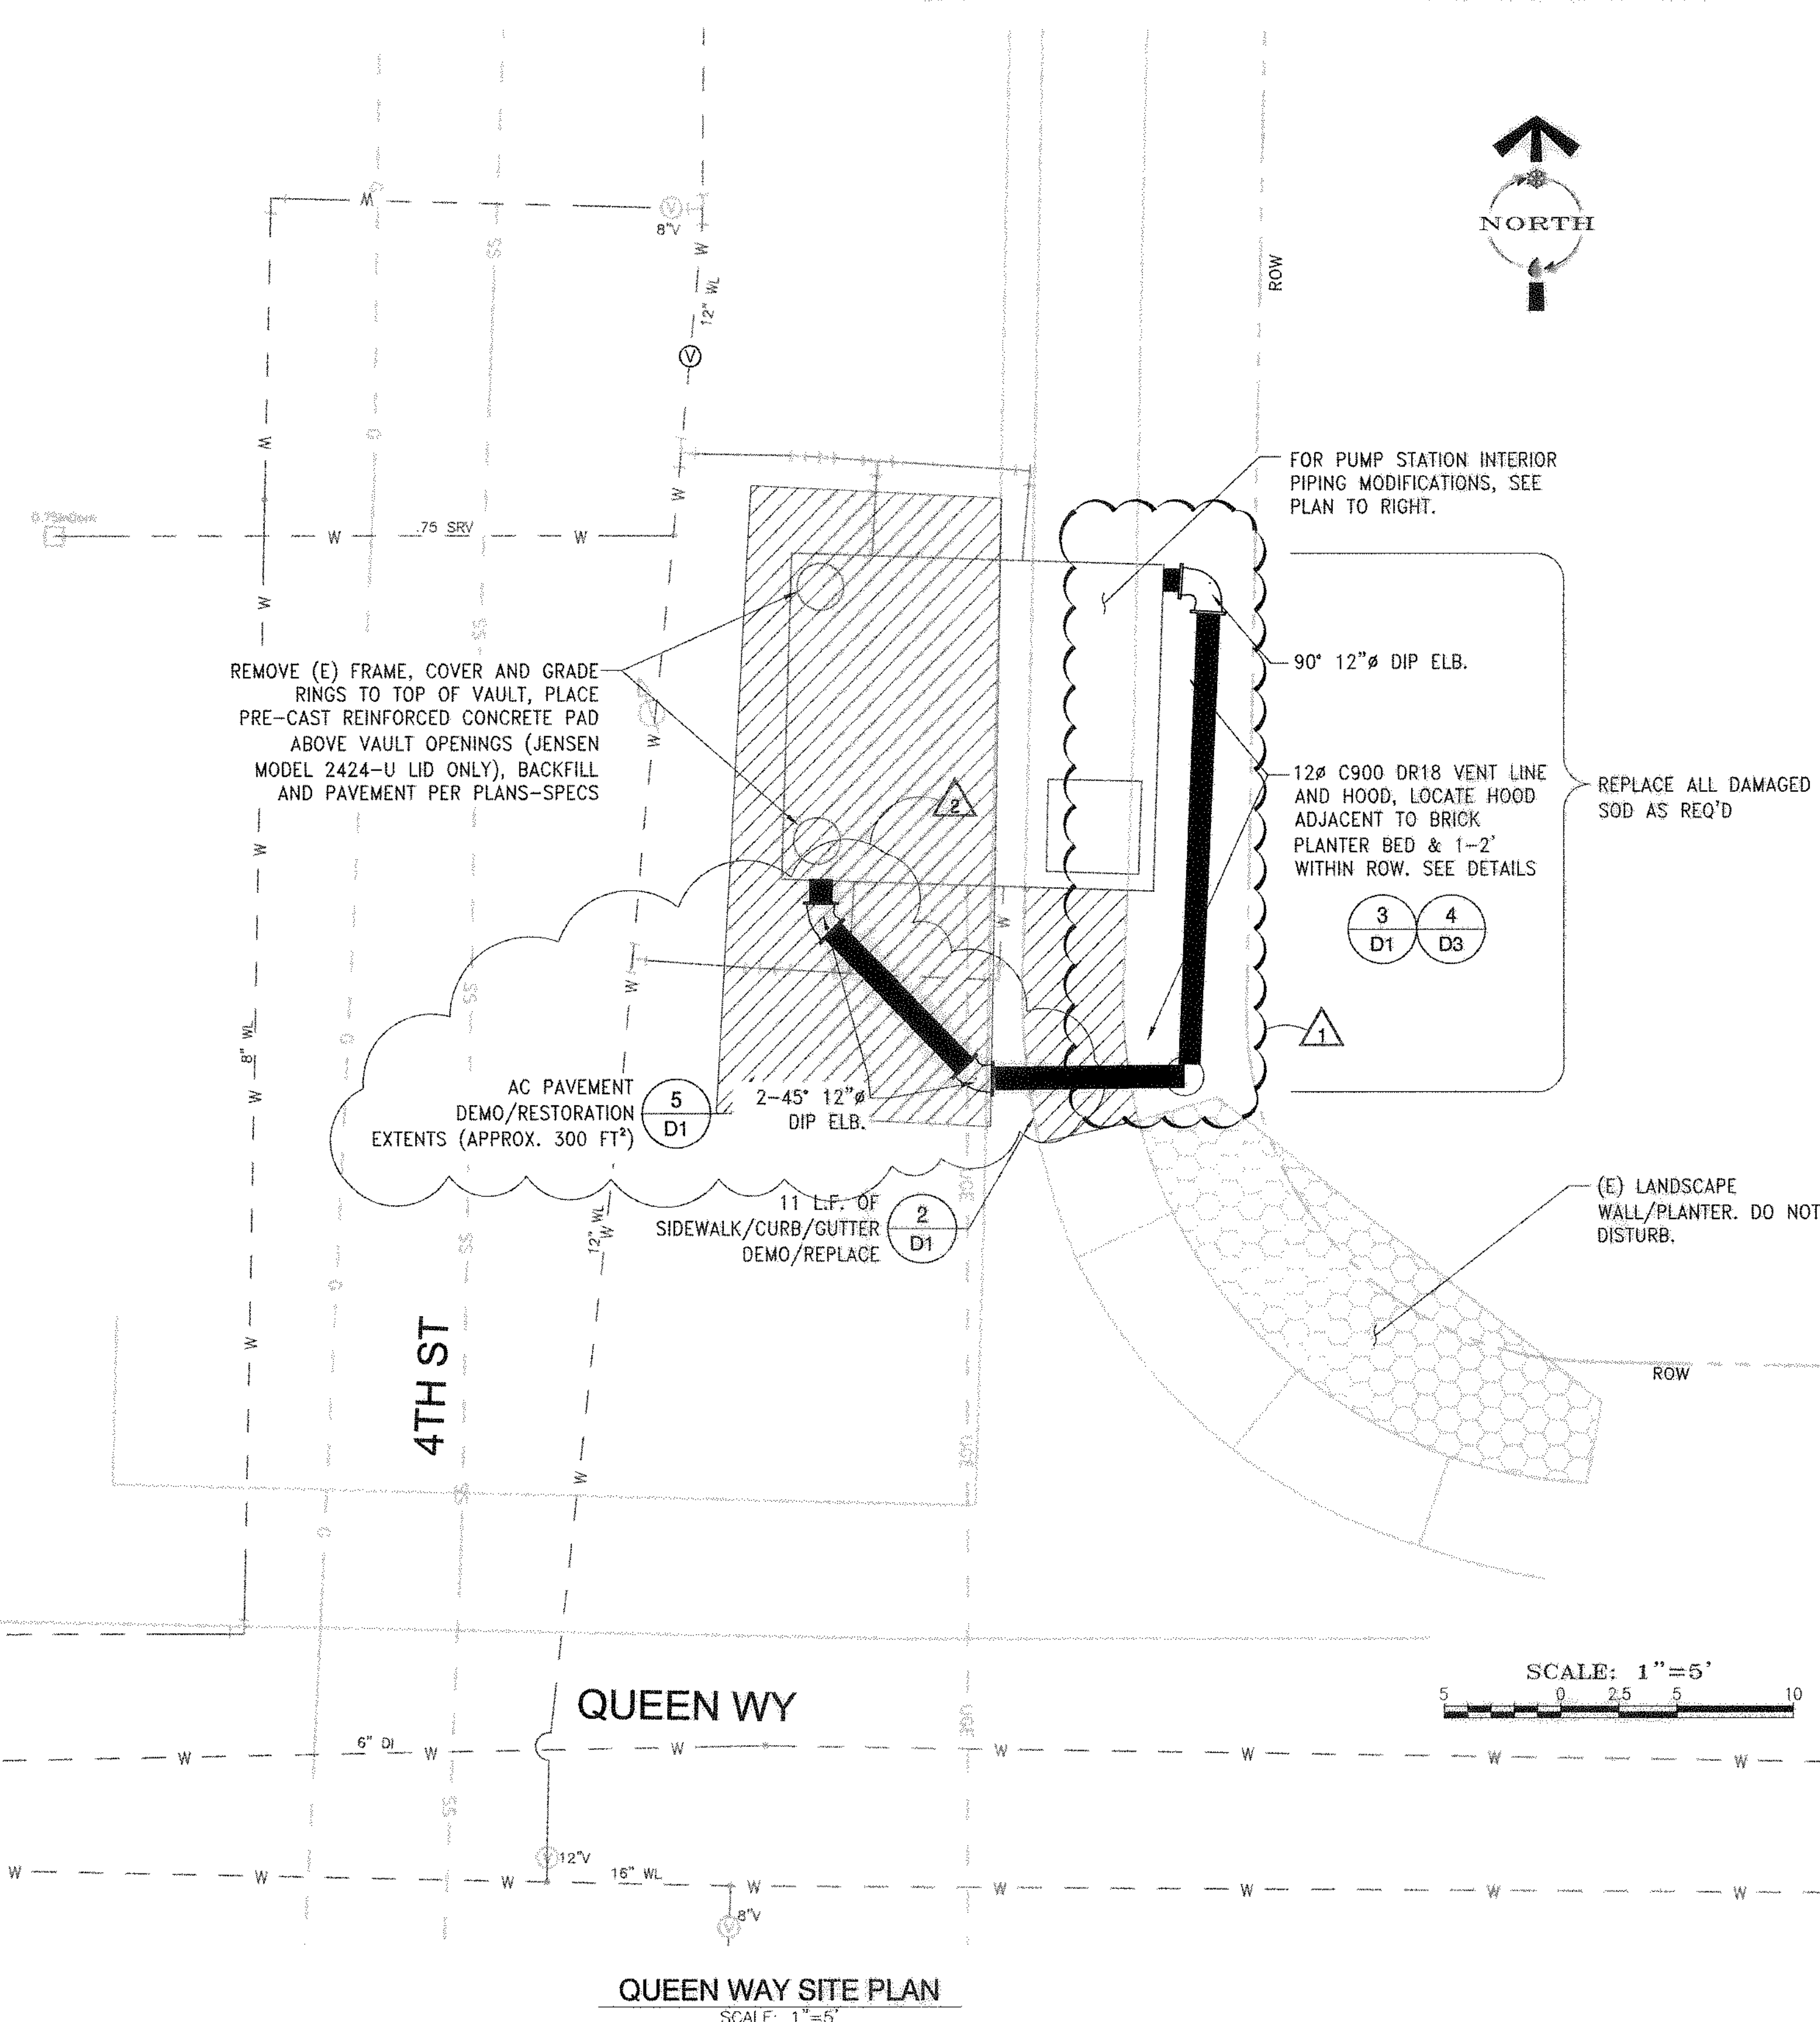 NORTH
ROW
W
8"V
W
12" WL
V
SS
G
W
W
.75 SRV
W
W
FOR PUMP STATION INTERIOR
PIPING MODIFICATIONS, SEE
PLAN TO RIGHT.
REMOVE (E) FRAME, COVER AND GRADE
RINGS TO TOP OF VAULT, PLACE
PRE-CAST REINFORCED CONCRETE PAD
ABOVE VAULT OPENINGS (JENSEN
MODEL 2424-U LID ONLY), BACKFILL
AND PAVEMENT PER PLANS-SPECS
90° 12"ø DIP ELB.
12ø C900 DR18 VENT LINE
AND HOOD, LOCATE HOOD
ADJACENT TO BRICK
PLANTER BED & 1-2'
WITHIN ROW. SEE DETAILS
3
D1
4
D3
REPLACE ALL DAMAGED
SOD AS REQ'D
2
1
W
W
SS
8" WL
AC PAVEMENT
DEMO/RESTORATION
EXTENTS (APPROX. 300 FT²)
5
D1
2-45° 12"ø
DIP ELB.
11 L.F. OF
SIDEWALK/CURB/GUTTER
DEMO/REPLACE
2
D1
12" WL
W
(E) LANDSCAPE
WALL/PLANTER. DO NOT
DISTURB.
ROW
4TH ST
W
W
SS
QUEEN WY
SCALE: 1"=5'
5 0 2.5 5 10
W 6" DI W W W W W W
SS
12"V
W W W 16" WL W W W W W
V 8"V
QUEEN WAY SITE PLAN
SCALE: 1"=5'